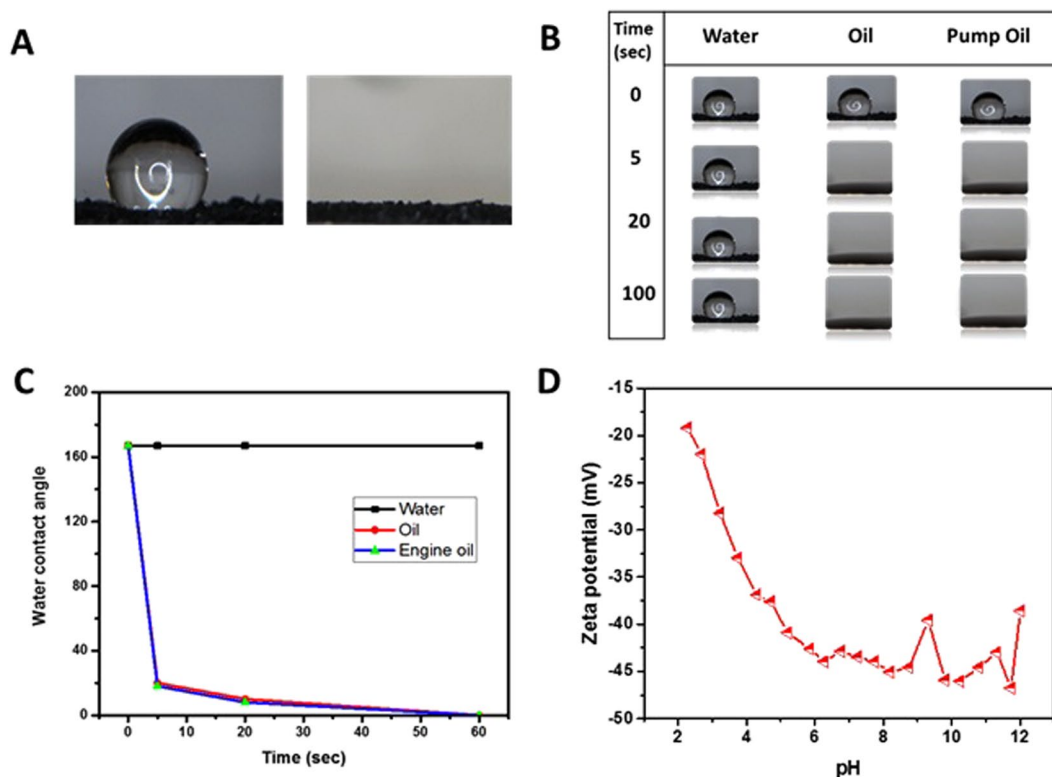 A
B
Time
(sec)
Water
Oil
Pump Oil
0
5
20
100
C
200
160
120
80
40
0
Water contact angle
Water
Oil
Engine oil
0 10 20 30 40 50 60
Time (sec)
D
-15
-20
-25
-30
-35
-40
-45
-50
Zeta potential (mV)
2 4 6 8 10 12
pH